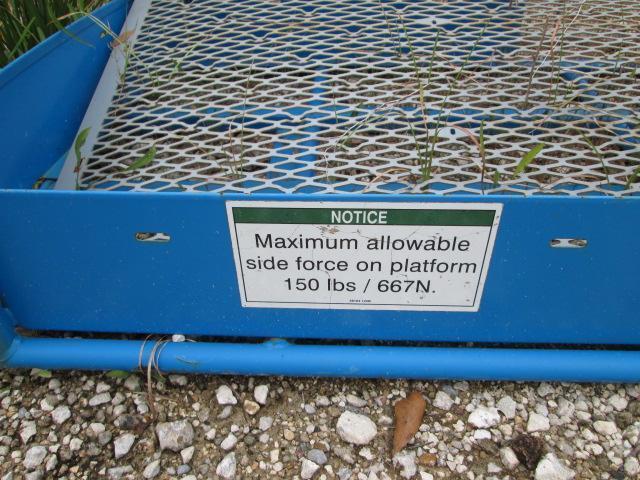 NOTICE
Maximum allowable
side force on platform
150 lbs / 667N.